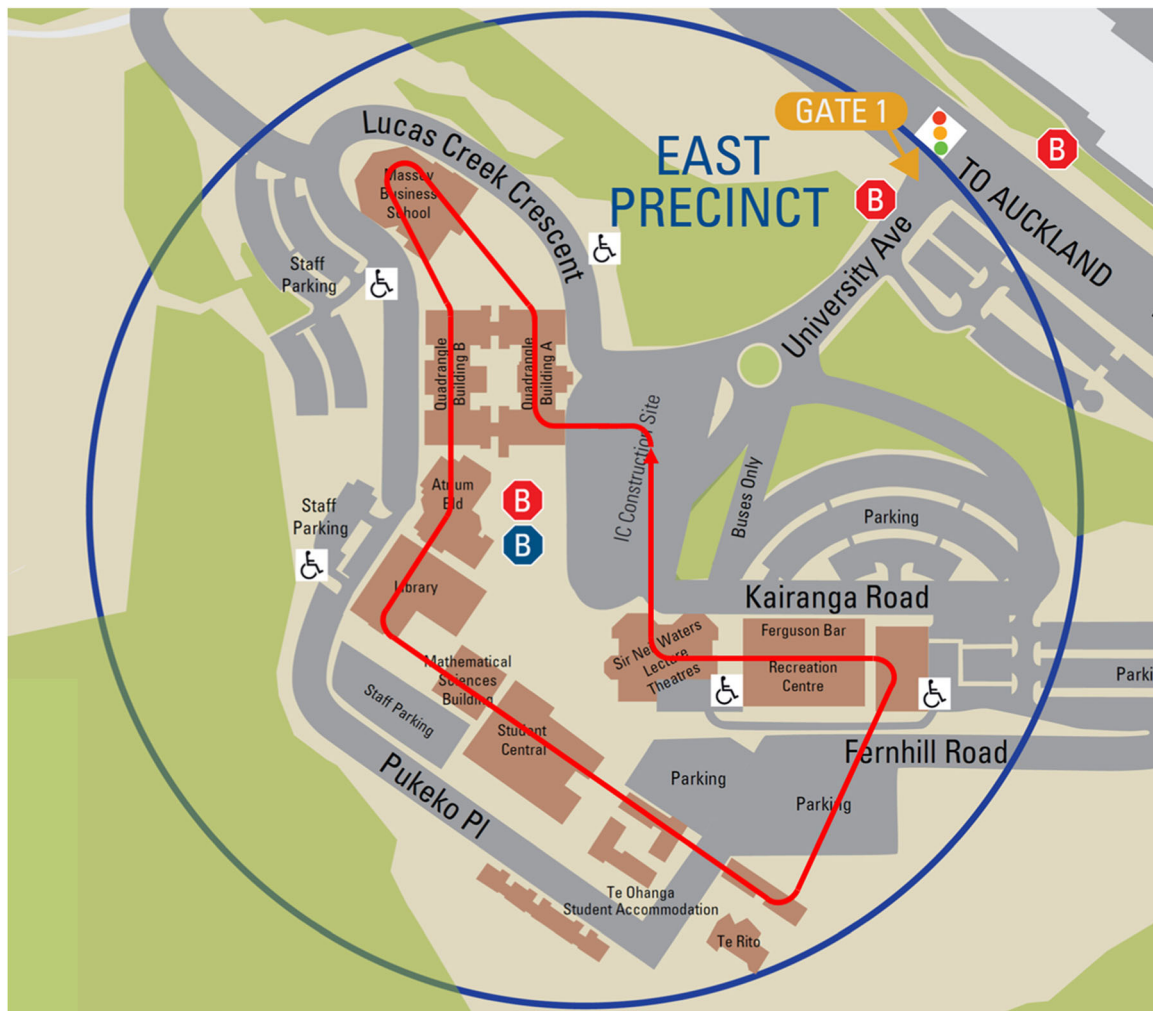 GATE 1
EAST
PRECINCT
Lucas Creek Crescent
B
B
TO AUCKLAND
University Ave
Massey
Business
School
Staff
Parking
Quadrangle
Building B
Quadrangle
Building A
IC Construction Site
Buses Only
Atrium
Bld
B
B
Staff
Parking
Parking
Library
Kairanga Road
Ferguson Bar
Sir Neil Waters
Lecture
Theatres
Recreation
Centre
Mathematical
Sciences
Building
Staff Parking
Student
Central
Parki
Fernhill Road
Pukeko Pl
Parking
Parking
Te Ohanga
Student Accommodation
Te Rito